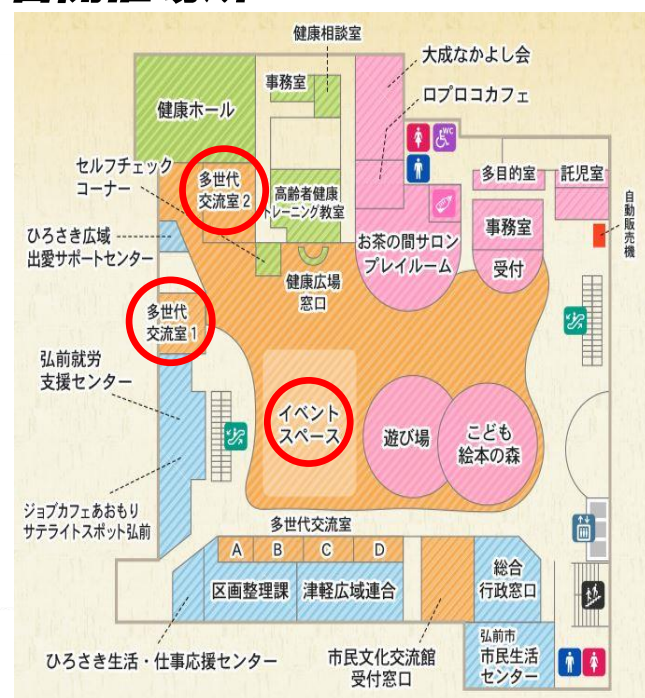 健康相談室
大成なかよし会
事務室
ロプロコカフェ
健康ホール
セルフチェック
コーナー
多世代
交流室2
高齢者健康
トレーニング教室
多目的室
託児室
自動販売機
ひろさき広域
出愛サポートセンター
お茶の間サロン
プレイルーム
事務室
受付
健康広場
窓口
多世代
交流室1
弘前就労
支援センター
イベント
スペース
遊び場
こども
絵本の森
ジョブカフェあおもり
サテライトスポット弘前
多世代交流室
A B C D
区画整理課
津軽広域連合
総合
行政窓口
ひろさき生活・仕事応援センター
市民文化交流館
受付窓口
弘前市
市民生活
センター
WC